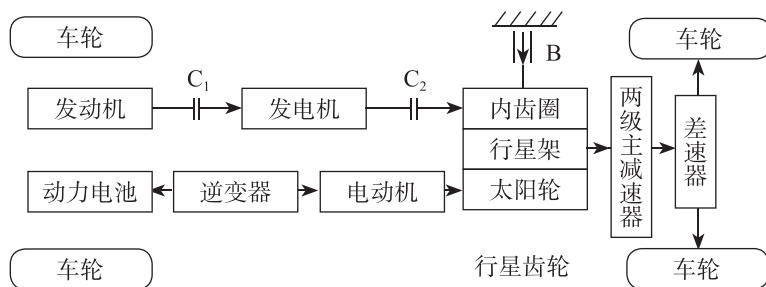 车轮
车轮
B
C₁
C₂
发动机
发电机
内齿圈
行星架
太阳轮
两级主减速器
差速器
动力电池
逆变器
电动机
车轮
行星齿轮
车轮